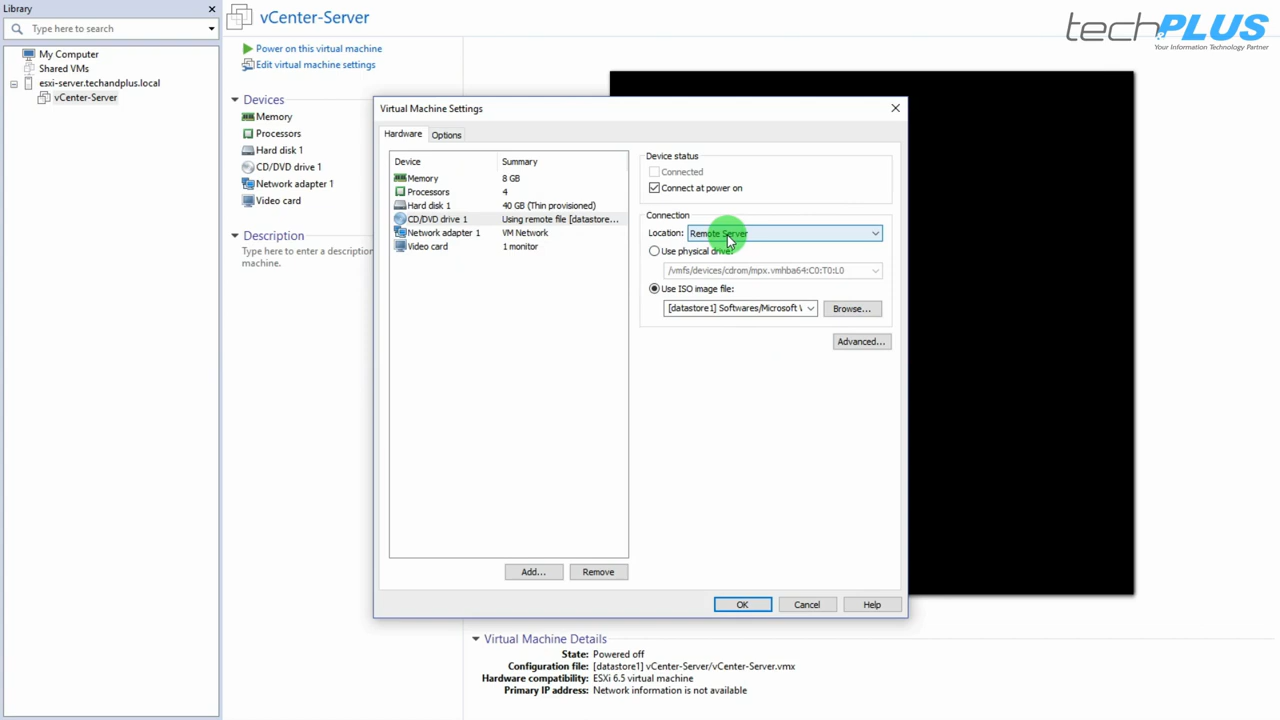 Library
Type here to search
My Computer
Shared VMs
esxi-server.techandplus.local
vCenter-Server
vCenter-Server
Power on this virtual machine
Edit virtual machine settings
Devices
Memory
Processors
Hard disk 1
CD/DVD drive 1
Network adapter 1
Video card
Description
Type here to enter a description
machine.
tech PLUS
Your Information Technology Partner
Virtual Machine Settings
Hardware
Options
Device Summary
Memory 8 GB
Processors 4
Hard disk 1 40 GB (Thin provisioned)
CD/DVD drive 1 Using remote file [datastore...
Network adapter 1 VM Network
Video card 1 monitor
Add...
Remove
Device status
Connected
Connect at power on
Connection
Location: Remote Server
Use physical drive:
/vmfs/devices/cdrom/mpx.vmhba64:C0:T0:L0
Use ISO image file:
[datastore1] Softwares/Microsoft
Browse...
Advanced...
OK
Cancel
Help
Virtual Machine Details
State: Powered off
Configuration file: [datastore1] vCenter-Server/vCenter-Server.vmx
Hardware compatibility: ESXi 6.5 virtual machine
Primary IP address: Network information is not available